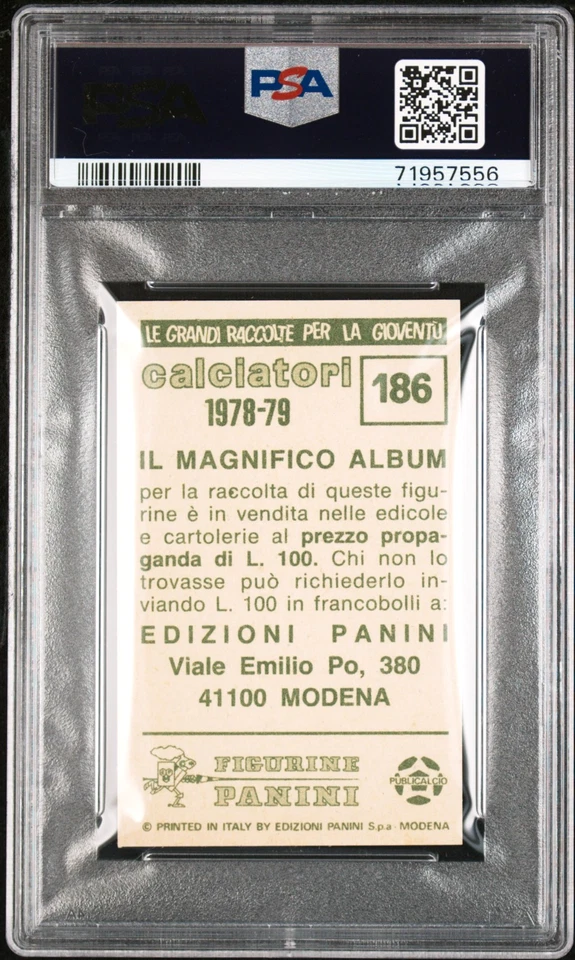 PSA
71957556
LE GRANDI RACCOLTE PER LA GIOVENTÙ
calciatori
1978-79
186
IL MAGNIFICO ALBUM
per la raccolta di queste figu-
rine è in vendita nelle edicole
e cartolerie al prezzo propa-
ganda di L. 100. Chi non lo
trovasse può richiederlo in-
viando L. 100 in francobolli a:
EDIZIONI PANINI
Viale Emilio Po, 380
41100 MODENA
FIGURINE
PANINI
PUBLICALCIO
© PRINTED IN ITALY BY EDIZIONI PANINI S.p.a - MODENA